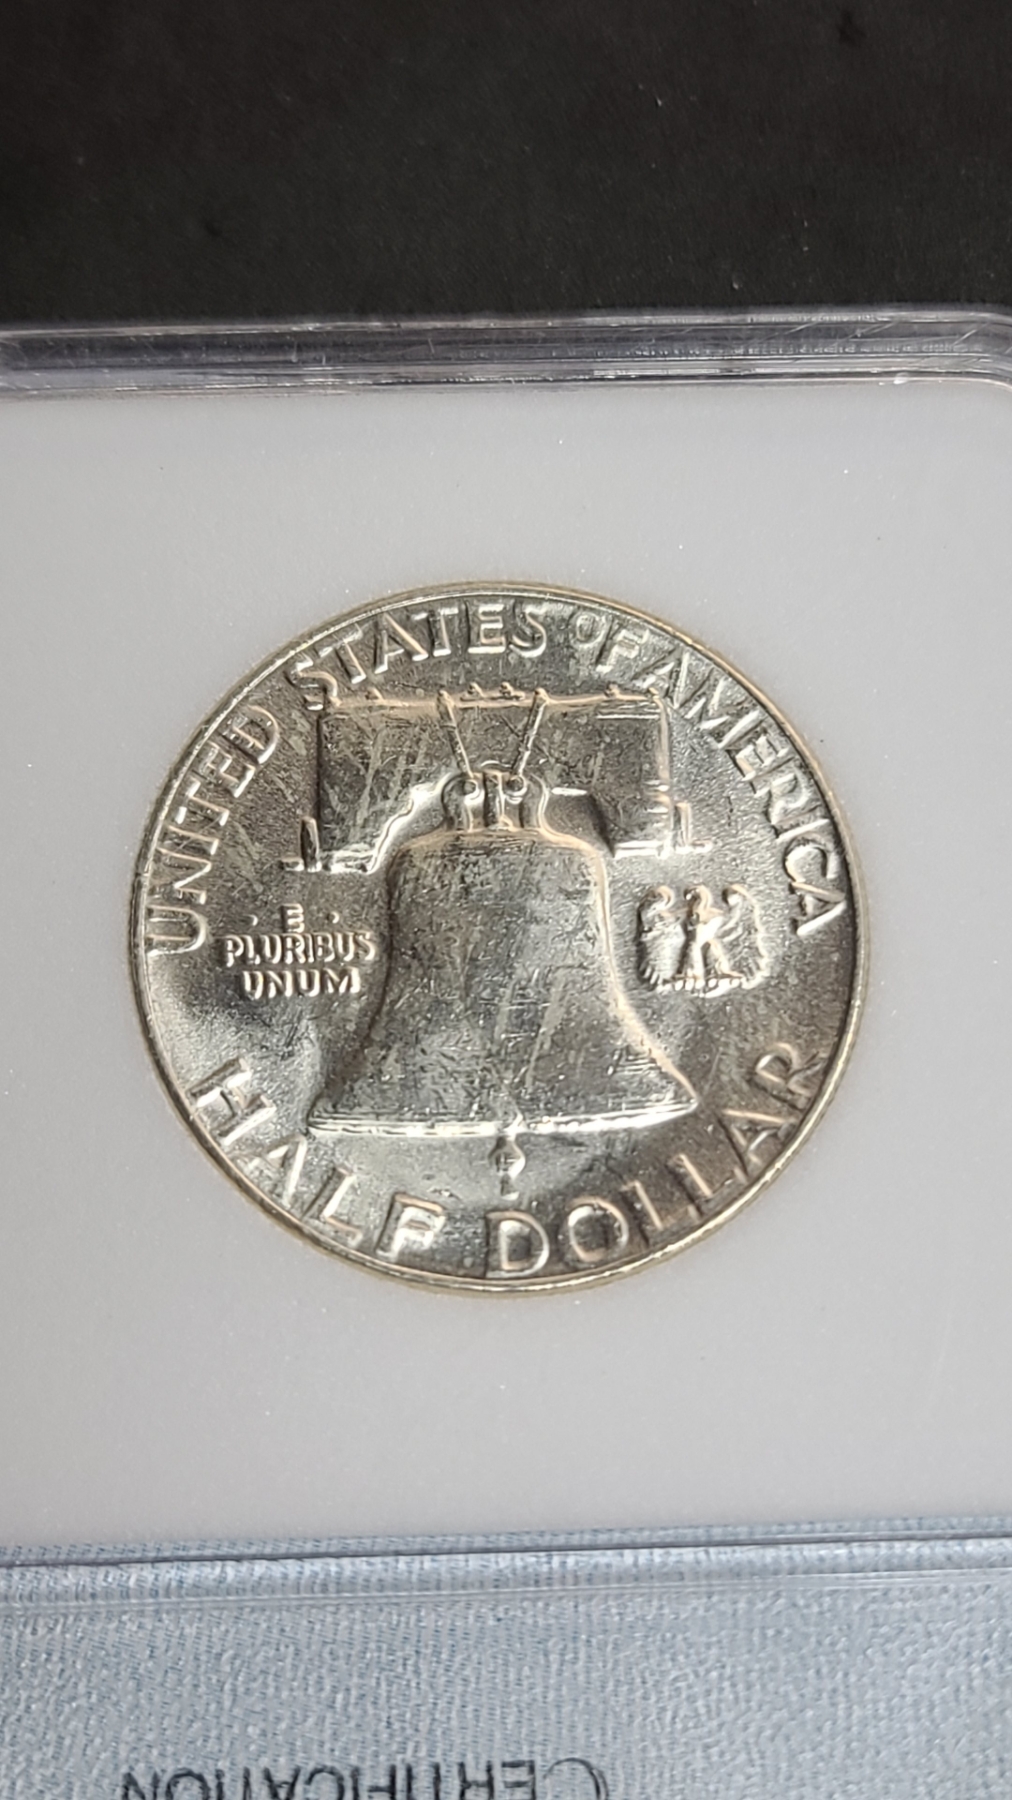 UNITED STATES OF AMERICA
· E ·
PLURIBUS
UNUM
HALF DOLLAR
CERTIFICATION